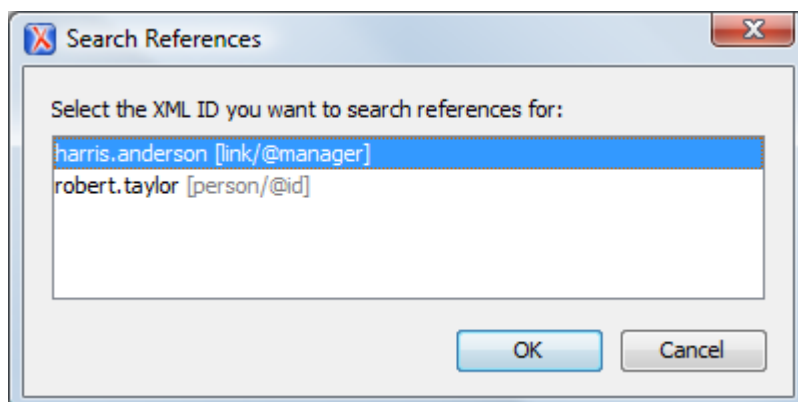 Search References
Select the XML ID you want to search references for:
harris.anderson [link/@manager]
robert.taylor [person/@id]
OK Cancel